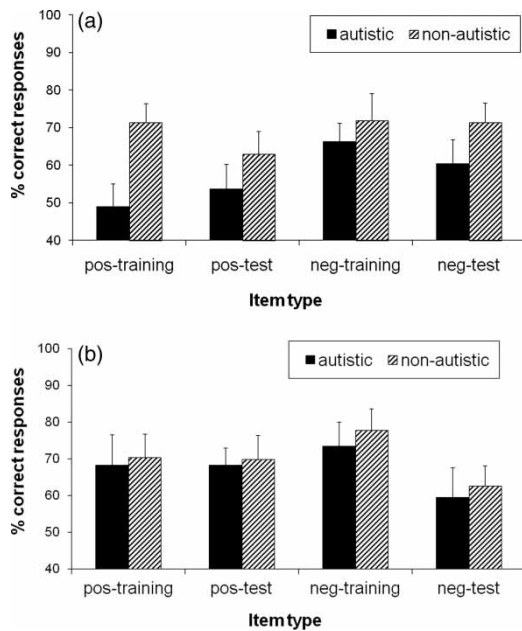 (a)
autistic non-autistic
% correct responses
100
90
80
70
60
50
40
pos-training pos-test neg-training neg-test
Item type
(b)
autistic non-autistic
% correct responses
100
90
80
70
60
50
40
pos-training pos-test neg-training neg-test
Item type